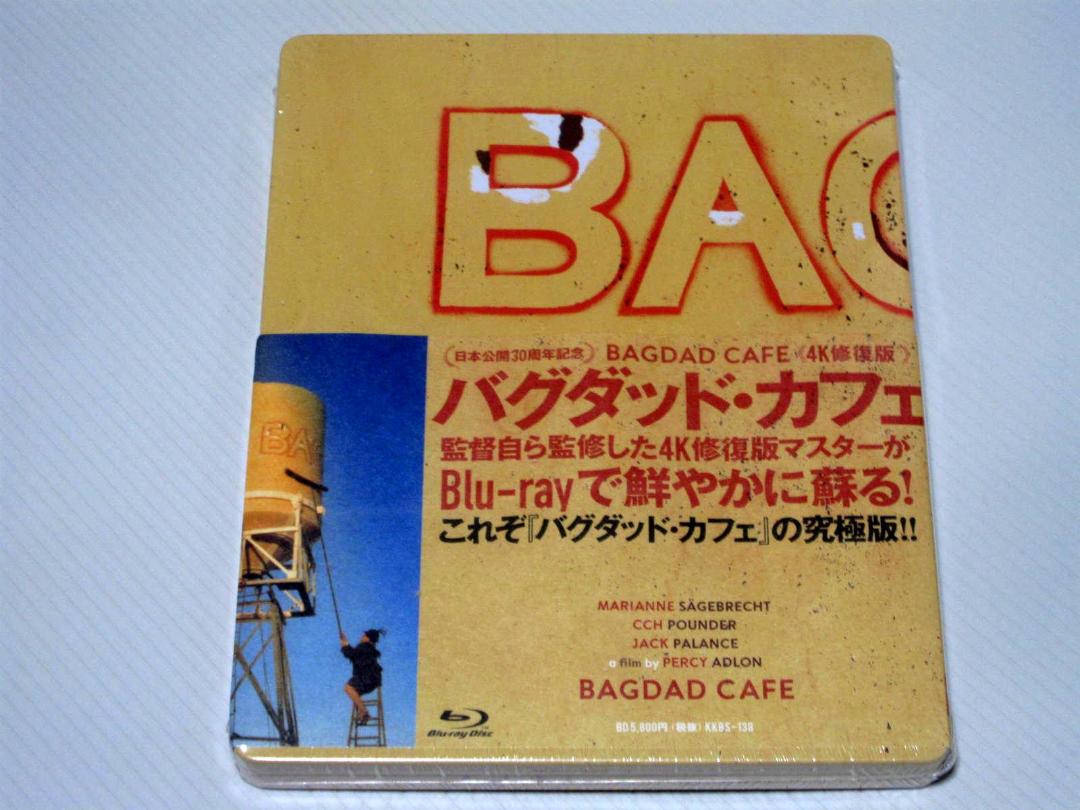 BAG
BAG
〈日本公開30周年記念〉 BAGDAD CAFE 〈4K修復版〉
バグダッド・カフェ
監督自ら監修した4K修復版マスターが
Blu-rayで鮮やかに蘇る!
これぞ『バグダッド・カフェ』の究極版!!
MARIANNE SÄGEBRECHT
CCH POUNDER
JACK PALANCE
a film by PERCY ADLON
BAGDAD CAFE
Blu-ray Disc
BD5,800円(税抜) KKBS-138